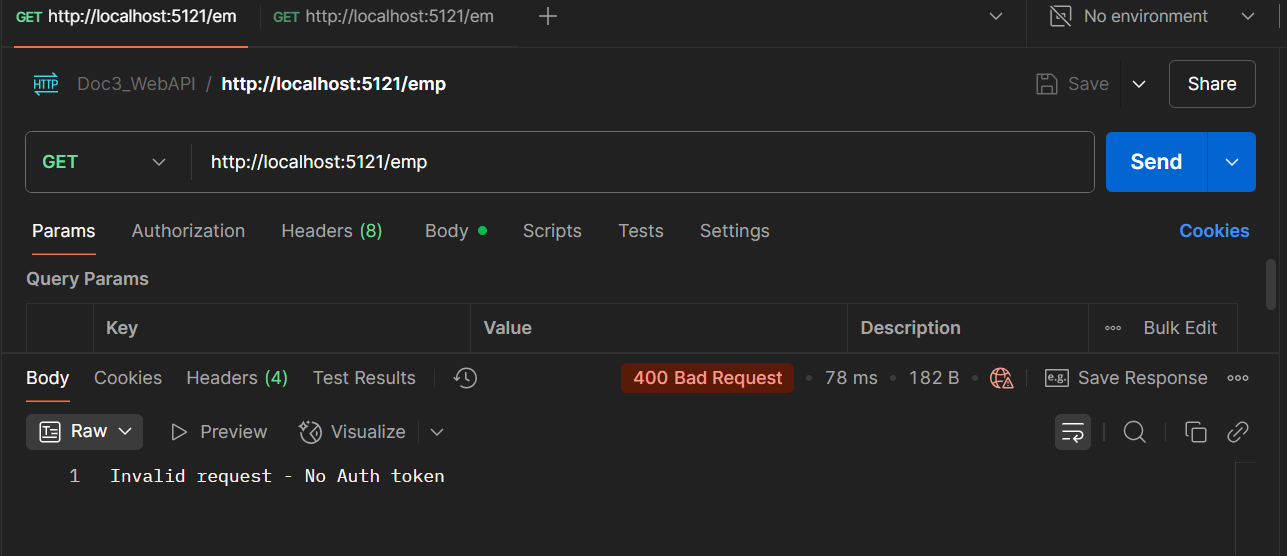 GET http://localhost:5121/em GET http://localhost:5121/em No environment
HTTP Doc3_WebAPI / http://localhost:5121/emp Save Share
GET http://localhost:5121/emp Send
Params Authorization Headers (8) Body Scripts Tests Settings Cookies
Query Params
Key Value Description Bulk Edit
Body Cookies Headers (4) Test Results 400 Bad Request • 78 ms • 182 B • e.g. Save Response
Raw Preview Visualize
1 Invalid request - No Auth token